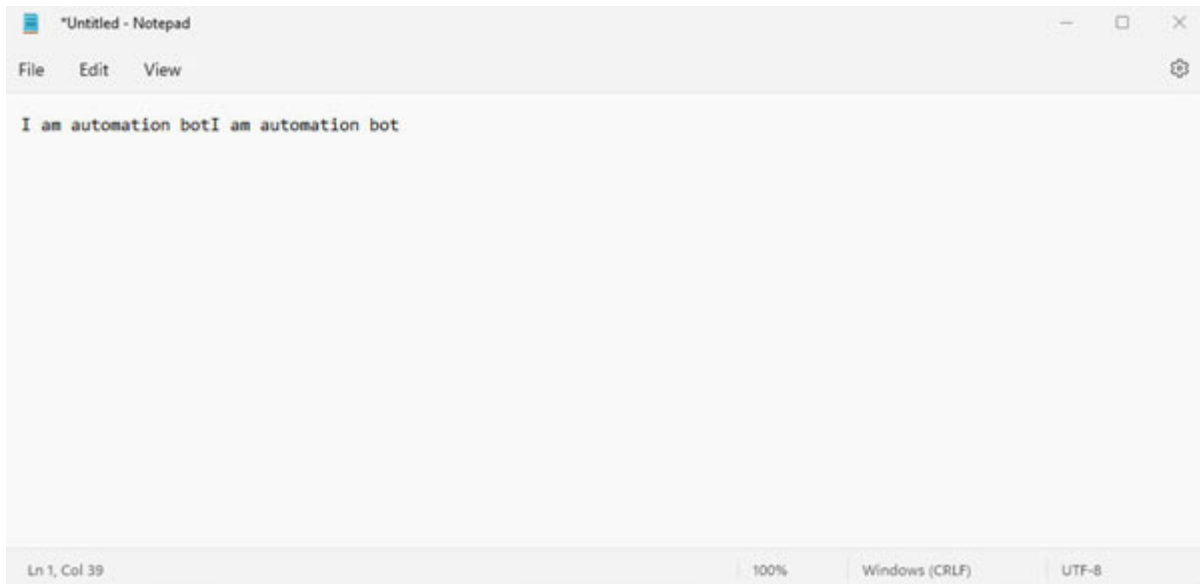 *Untitled - Notepad
File Edit View
I am automation botI am automation bot
Ln 1, Col 39 100% Windows (CRLF) UTF-8